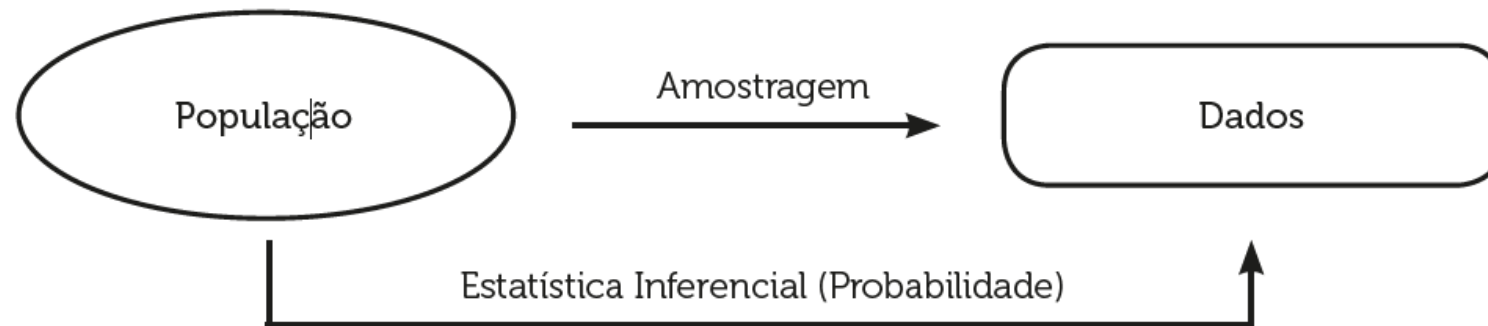 Amostragem
População
Dados
Estatística Inferencial (Probabilidade)